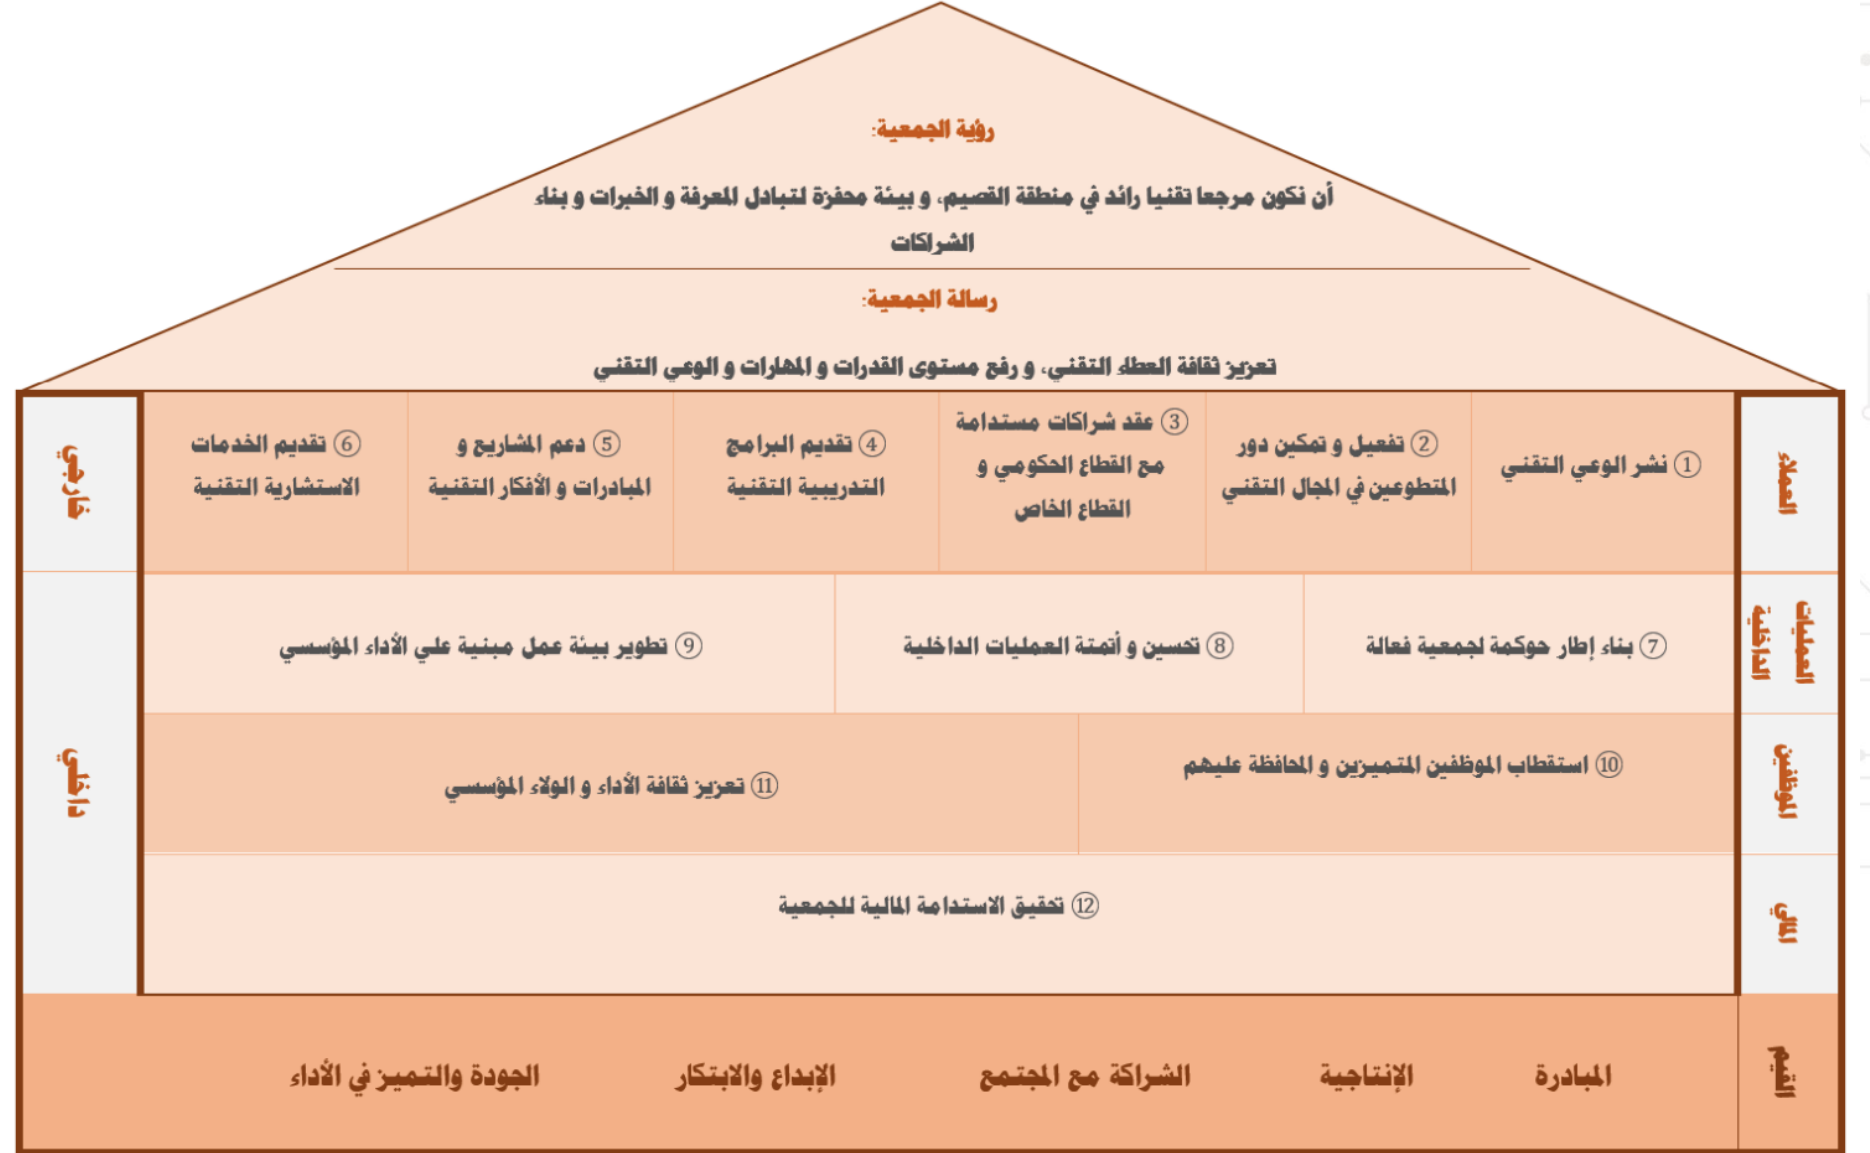 رؤية الجمعية:
أن نكون مرجعا تقنيا رائد في منطقة القصيم، و بيئة محفزة لتبادل المعرفة و الخبرات و بناء
الشراكات
رسالة الجمعية:
تعزيز ثقافة العطاء التقني، و رفع مستوى القدرات و المهارات و الوعي التقني
العملاء
① نشر الوعي التقني
② تفعيل و تمكين دور
المتطوعين في المجال التقني
③ عقد شراكات مستدامة
مع القطاع الحكومي و
القطاع الخاص
④ تقديم البرامج
التدريبية التقنية
⑤ دعم المشاريع و
المبادرات و الأفكار التقنية
⑥ تقديم الخدمات
الاستشارية التقنية
خارجي
العمليات
الداخلية
⑦ بناء إطار حوكمة لجمعية فعالة
⑧ تحسين و أتمتة العمليات الداخلية
⑨ تطوير بيئة عمل مبنية علي الأداء المؤسسي
داخلي
الموظفين
⑩ استقطاب الموظفين المتميزين و المحافظة عليهم
⑪ تعزيز ثقافة الأداء و الولاء المؤسسي
المالي
⑫ تحقيق الاستدامة المالية للجمعية
القيم
المبادرة
الإنتاجية
الشراكة مع المجتمع
الإبداع والابتكار
الجودة والتميز في الأداء